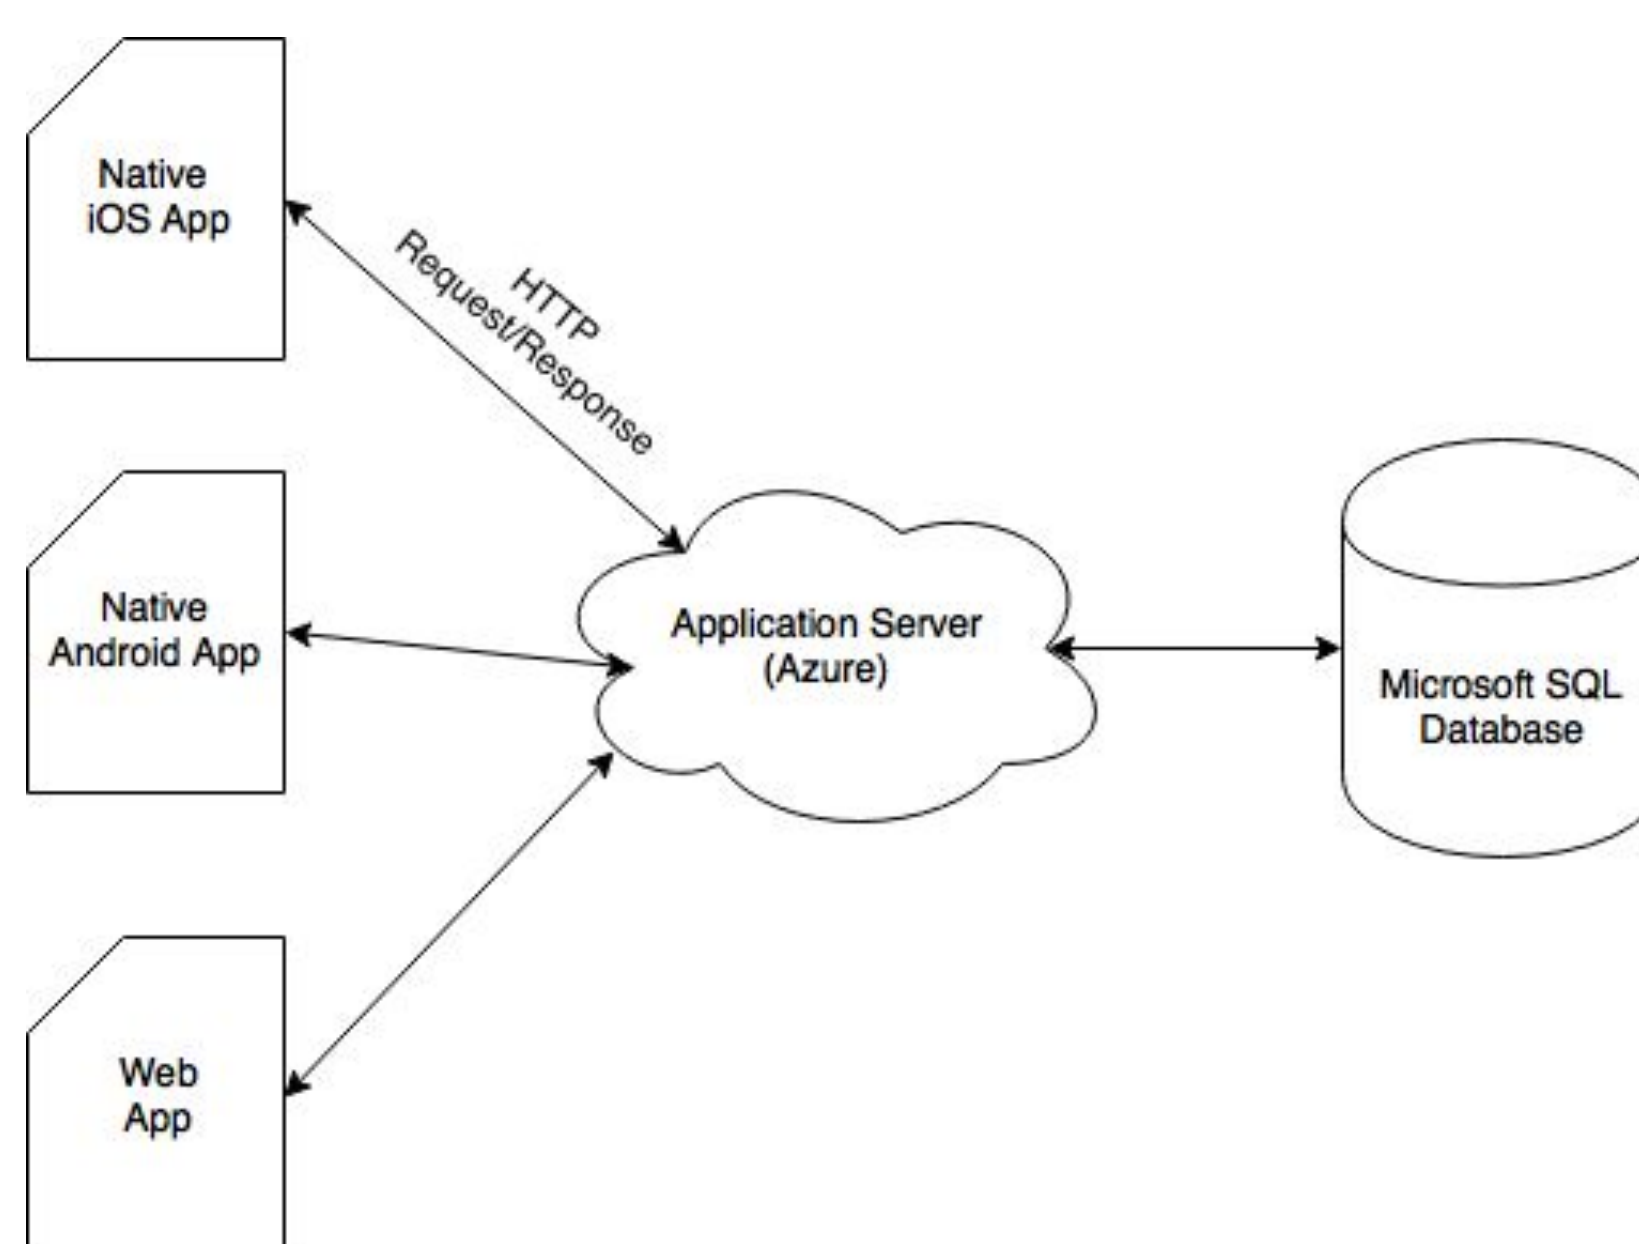 Native
iOS App
HTTP
Request/Response
Native
Android App
Application Server
(Azure)
Microsoft SQL
Database
Web
App